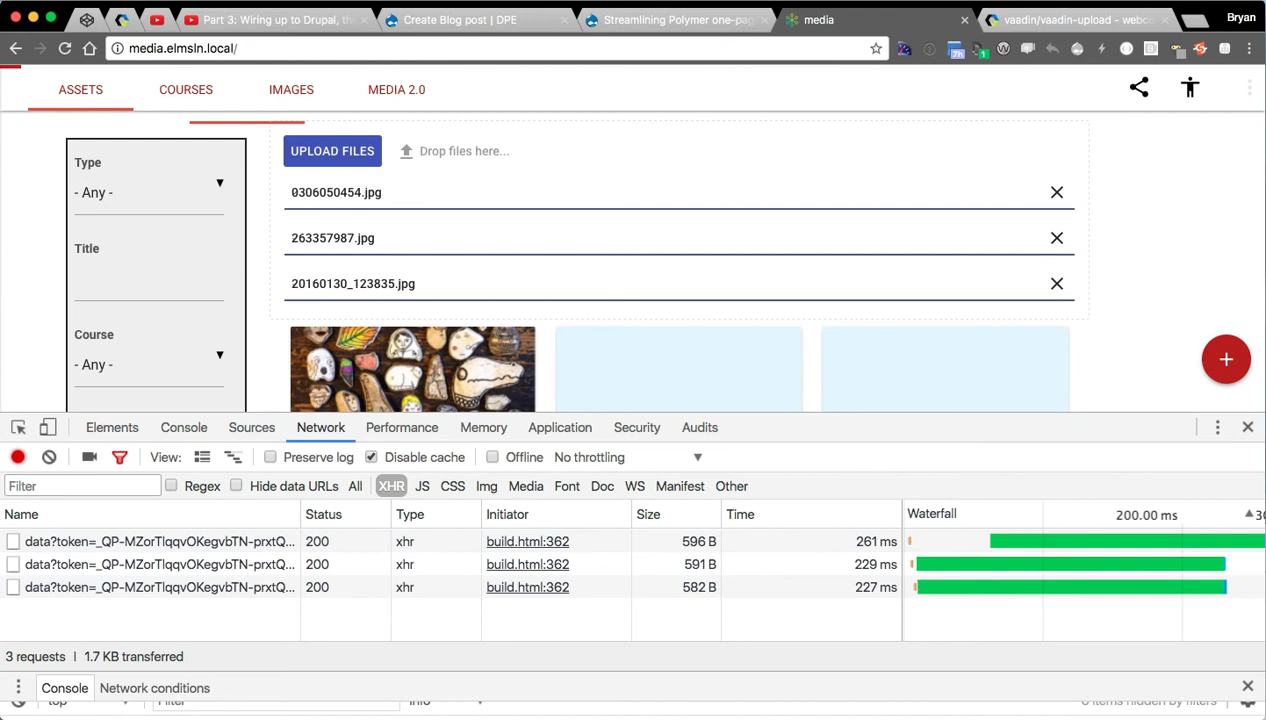 Part 3: Wiring up to Drupal, the
Create Blog post | DPE
Streamlining Polymer one-pag
media
vaadin/vaadin-upload - webco
Bryan
media.elmsln.local/
7h
1
ASSETS
COURSES
IMAGES
MEDIA 2.0
Type
- Any -
Title
Course
- Any -
UPLOAD FILES
Drop files here...
0306050454.jpg
263357987.jpg
20160130_123835.jpg
+
Elements
Console
Sources
Network
Performance
Memory
Application
Security
Audits
View:
Preserve log
Disable cache
Offline
No throttling
Filter
Regex
Hide data URLs
All
XHR
JS
CSS
Img
Media
Font
Doc
WS
Manifest
Other
Name
Status
Type
Initiator
Size
Time
Waterfall
200.00 ms
data?token=_QP-MZorTlqqvOKegvbTN-prxtQ...
200
xhr
build.html:362
596 B
261 ms
data?token=_QP-MZorTlqqvOKegvbTN-prxtQ...
200
xhr
build.html:362
591 B
229 ms
data?token=_QP-MZorTlqqvOKegvbTN-prxtQ...
200
xhr
build.html:362
582 B
227 ms
3 requests | 1.7 KB transferred
Console
Network conditions
top
Filter
Info